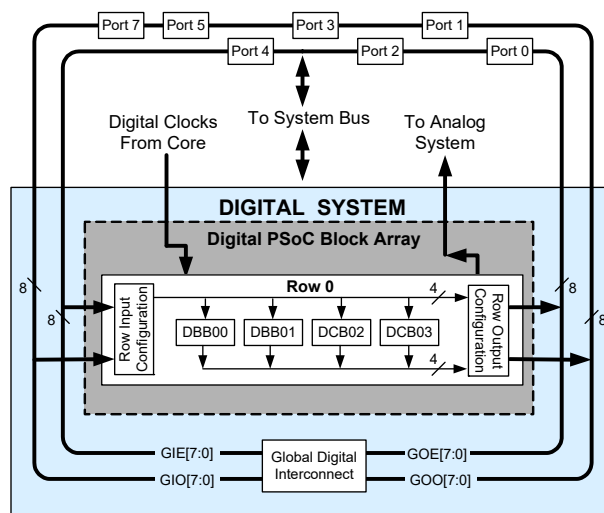 Port 7 Port 5 Port 3 Port 1
Port 4 Port 2 Port 0
Digital Clocks
From Core
To System Bus
To Analog
System
DIGITAL SYSTEM
Digital PSoC Block Array
Row 0
Row Input
Configuration
DBB00 DBB01 DCB02 DCB03
4
4
Row Output
Configuration
8
8
8
8
GIE[7:0]
GIO[7:0]
Global Digital
Interconnect
GOE[7:0]
GOO[7:0]